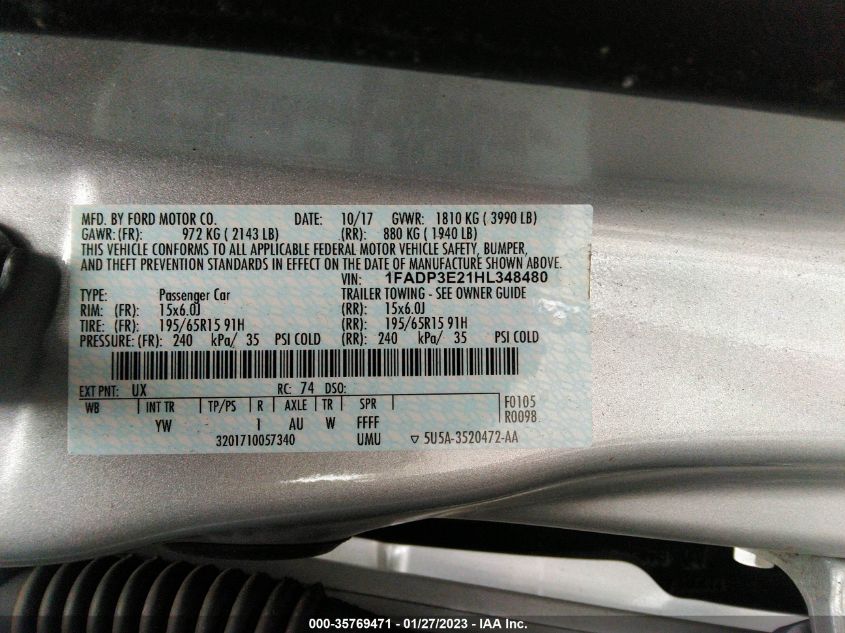 MFD. BY FORD MOTOR CO. DATE: 10/17 GVWR: 1810 KG ( 3990 LB)
GAWR: (FR): 972 KG ( 2143 LB) (RR): 880 KG ( 1940 LB)
THIS VEHICLE CONFORMS TO ALL APPLICABLE FEDERAL MOTOR VEHICLE SAFETY, BUMPER,
AND THEFT PREVENTION STANDARDS IN EFFECT ON THE DATE OF MANUFACTURE SHOWN ABOVE.
VIN: 1FADP3E21HL348480
TYPE: Passenger Car TRAILER TOWING - SEE OWNER GUIDE
RIM: (FR): 15x6.0J (RR): 15x6.0J
TIRE: (FR): 195/65R15 91H (RR): 195/65R15 91H
PRESSURE: (FR): 240 kPa/ 35 PSI COLD (RR): 240 kPa/ 35 PSI COLD
EXT PNT: UX RC: 74 DSO:
WB INT TR TP/PS R AXLE TR SPR F0105
YW 1 AU W FFFF R0098
3201710057340 UMU ▽ 5U5A-3520472-AA
000-35769471 - 01/27/2023 - IAA Inc.